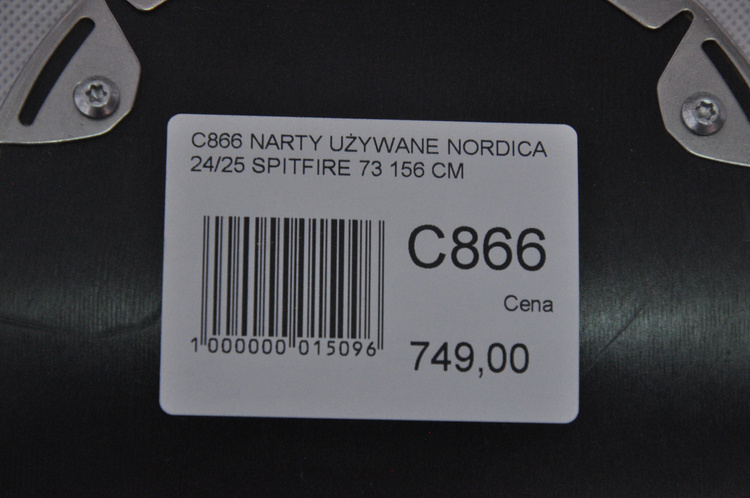 C866 NARTY UŻYWANE NORDICA
24/25 SPITFIRE 73 156 CM
C866
Cena
1 000000 015096
749,00